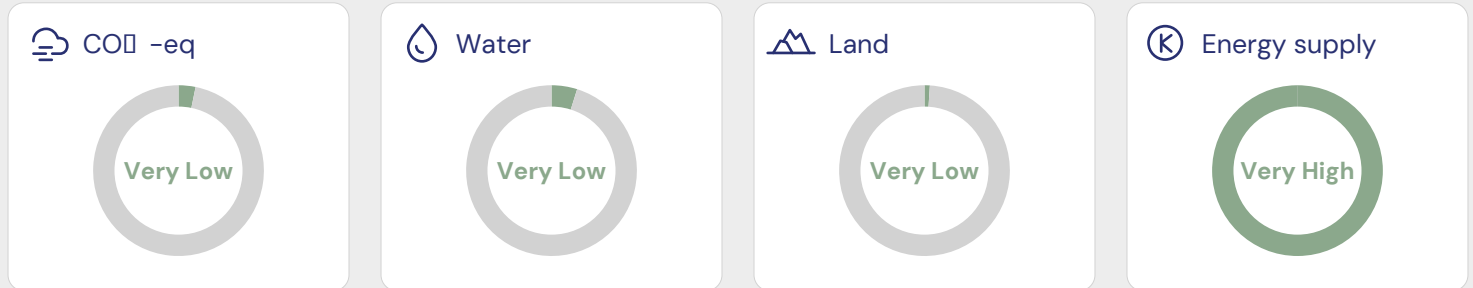 CO▯ -eq
Very Low
Water
Very Low
Land
Very Low
Energy supply
Very High